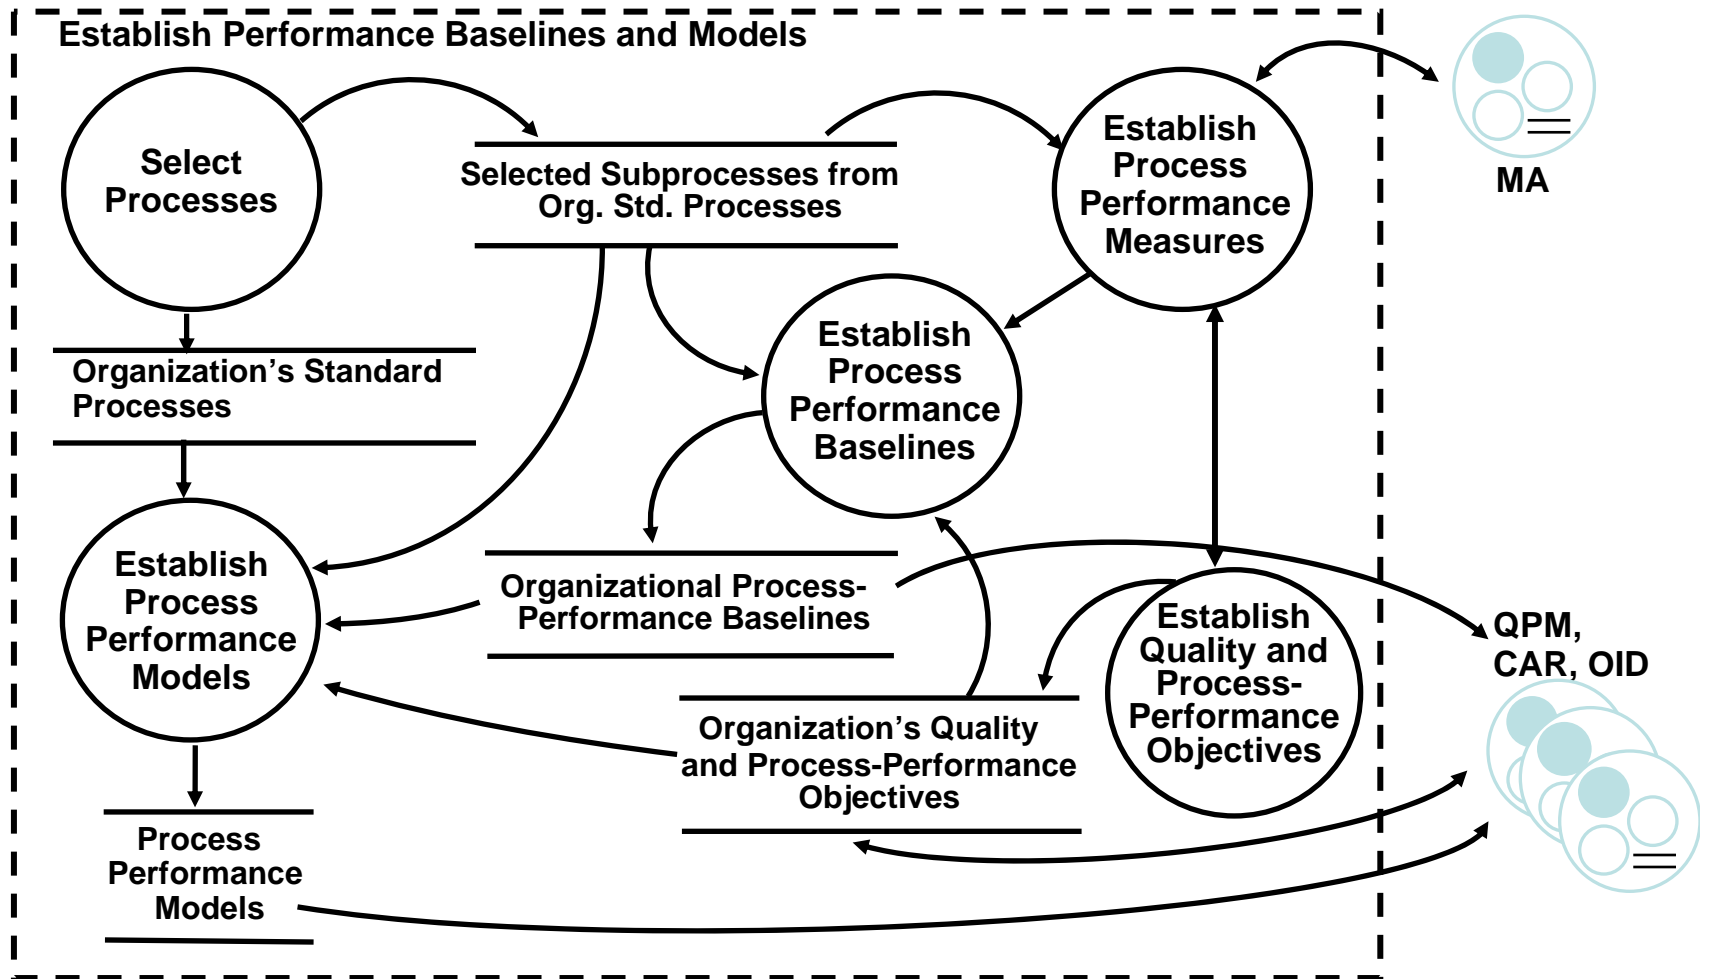 Establish Performance Baselines and Models
Select
Processes
Selected Subprocesses from
Org. Std. Processes
Establish
Process
Performance
Measures
MA
Organization’s Standard
Processes
Establish
Process
Performance
Baselines
Establish
Process
Performance
Models
Organizational Process-
Performance Baselines
Establish
Quality and
Process-
Performance
Objectives
QPM,
CAR, OID
Organization’s Quality
and Process-Performance
Objectives
Process
Performance
Models